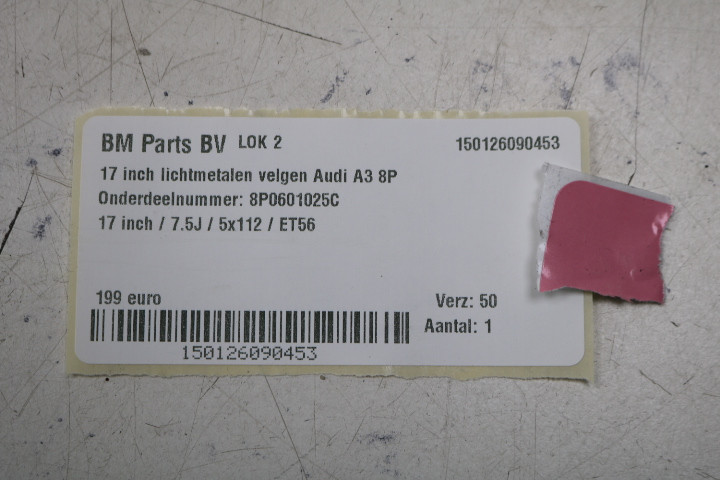 BM Parts BV LOK 2 150126090453
17 inch lichtmetalen velgen Audi A3 8P
Onderdeelnummer: 8P0601025C
17 inch / 7.5J / 5x112 / ET56
199 euro Verz: 50
Aantal: 1
150126090453